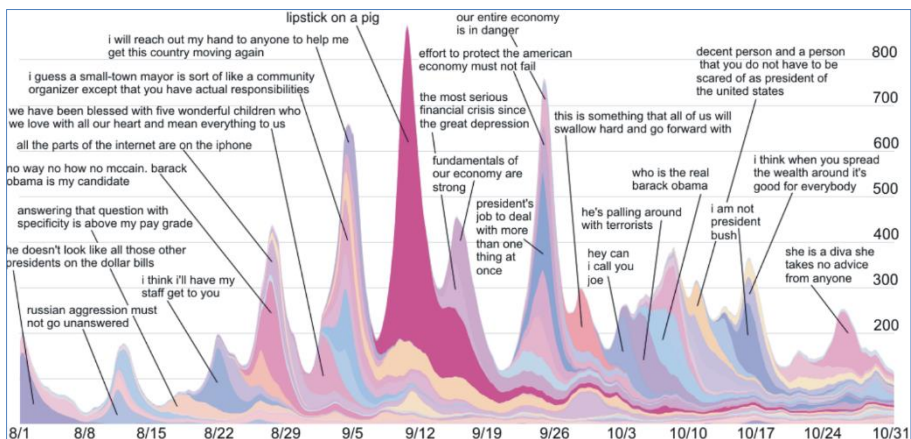 lipstick on a pig
our entire economy
is in danger
i will reach out my hand to anyone to help me
get this country moving again
effort to protect the american
economy must not fail
decent person and a person
that you do not have to be
scared of as president of
the united states
i guess a small-town mayor is sort of like a community
organizer except that you have actual responsibilities
the most serious
financial crisis since
the great depression
we have been blessed with five wonderful children who
we love with all our heart and mean everything to us
this is something that all of us will
swallow hard and go forward with
all the parts of the internet are on the iphone
fundamentals of
our economy are
strong
i think when you spread
the wealth around it's
good for everybody
no way no how no mccain. barack
obama is my candidate
who is the real
barack obama
answering that question with
specificity is above my pay grade
president's
job to deal
with more
than one
thing at
once
he's palling around
with terrorists
i am not
president
bush
he doesn't look like all those other
presidents on the dollar bills
i think i'll have my
staff get to you
hey can
i call you
joe
she is a diva she
takes no advice
from anyone
russian aggression must
not go unanswered
800
700
600
500
400
300
200
8/1
8/8
8/15
8/22
8/29
9/5
9/12
9/19
9/26
10/3
10/10
10/17
10/24
10/31